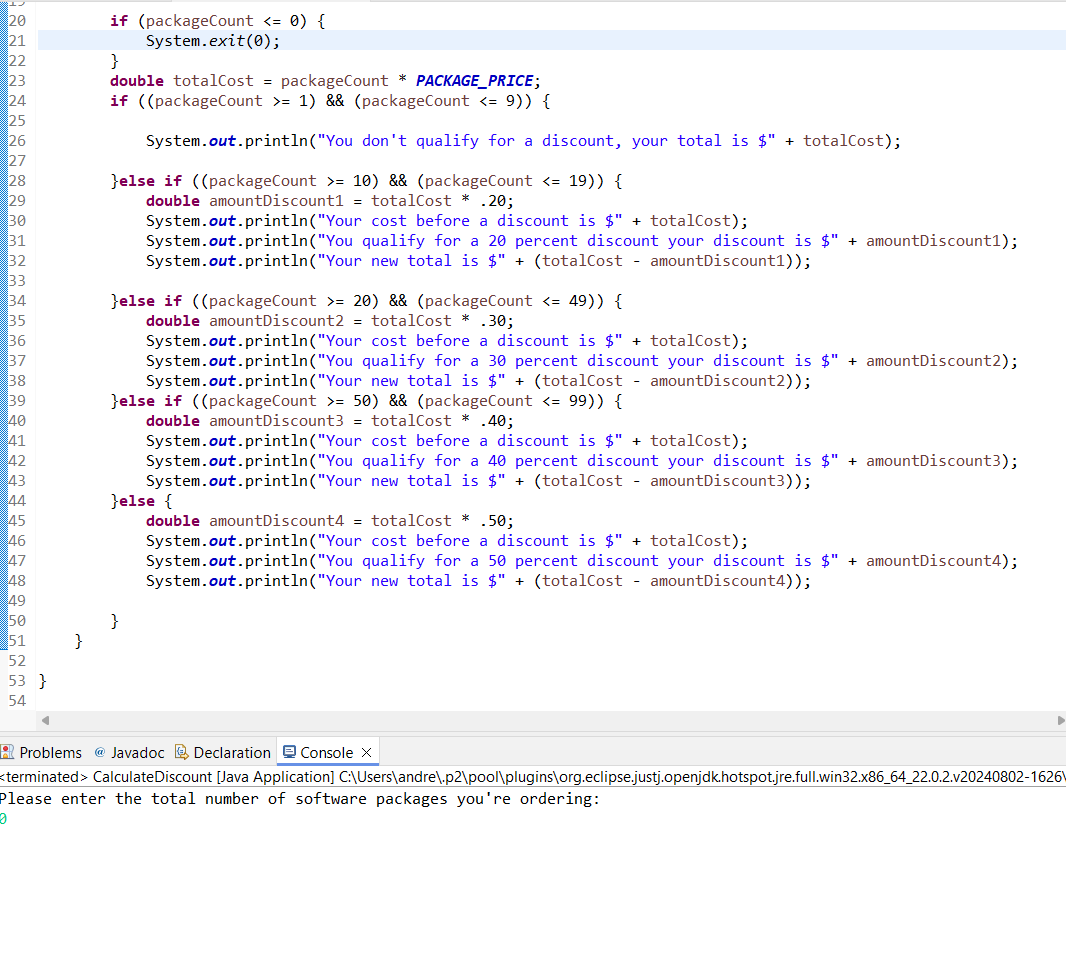 20 if (packageCount <= 0) {
21 System.exit(0);
22 }
23 double totalCost = packageCount * PACKAGE_PRICE;
24 if ((packageCount >= 1) && (packageCount <= 9)) {
25
26 System.out.println("You don't qualify for a discount, your total is $" + totalCost);
27
28 }else if ((packageCount >= 10) && (packageCount <= 19)) {
29 double amountDiscount1 = totalCost * .20;
30 System.out.println("Your cost before a discount is $" + totalCost);
31 System.out.println("You qualify for a 20 percent discount your discount is $" + amountDiscount1);
32 System.out.println("Your new total is $" + (totalCost - amountDiscount1));
33
34 }else if ((packageCount >= 20) && (packageCount <= 49)) {
35 double amountDiscount2 = totalCost * .30;
36 System.out.println("Your cost before a discount is $" + totalCost);
37 System.out.println("You qualify for a 30 percent discount your discount is $" + amountDiscount2);
38 System.out.println("Your new total is $" + (totalCost - amountDiscount2));
39 }else if ((packageCount >= 50) && (packageCount <= 99)) {
40 double amountDiscount3 = totalCost * .40;
41 System.out.println("Your cost before a discount is $" + totalCost);
42 System.out.println("You qualify for a 40 percent discount your discount is $" + amountDiscount3);
43 System.out.println("Your new total is $" + (totalCost - amountDiscount3));
44 }else {
45 double amountDiscount4 = totalCost * .50;
46 System.out.println("Your cost before a discount is $" + totalCost);
47 System.out.println("You qualify for a 50 percent discount your discount is $" + amountDiscount4);
48 System.out.println("Your new total is $" + (totalCost - amountDiscount4));
49
50 }
51 }
52
53 }
54
Problems @ Javadoc Declaration Console
<terminated> CalculateDiscount [Java Application] C:\Users\andre\.p2\pool\plugins\org.eclipse.justj.openjdk.hotspot.jre.full.win32.x86_64_22.0.2.v20240802-1626\
Please enter the total number of software packages you're ordering:
0